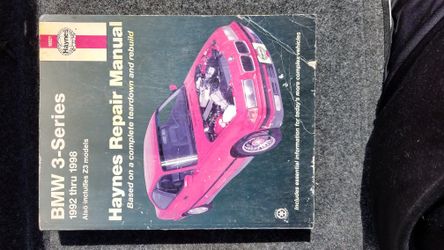 Haynes
BMW 3-Series
1992 thru 1998
Also includes Z3 models
Haynes Repair Manual
Based on a complete teardown and rebuild
Includes essential information for today's more complex vehicles